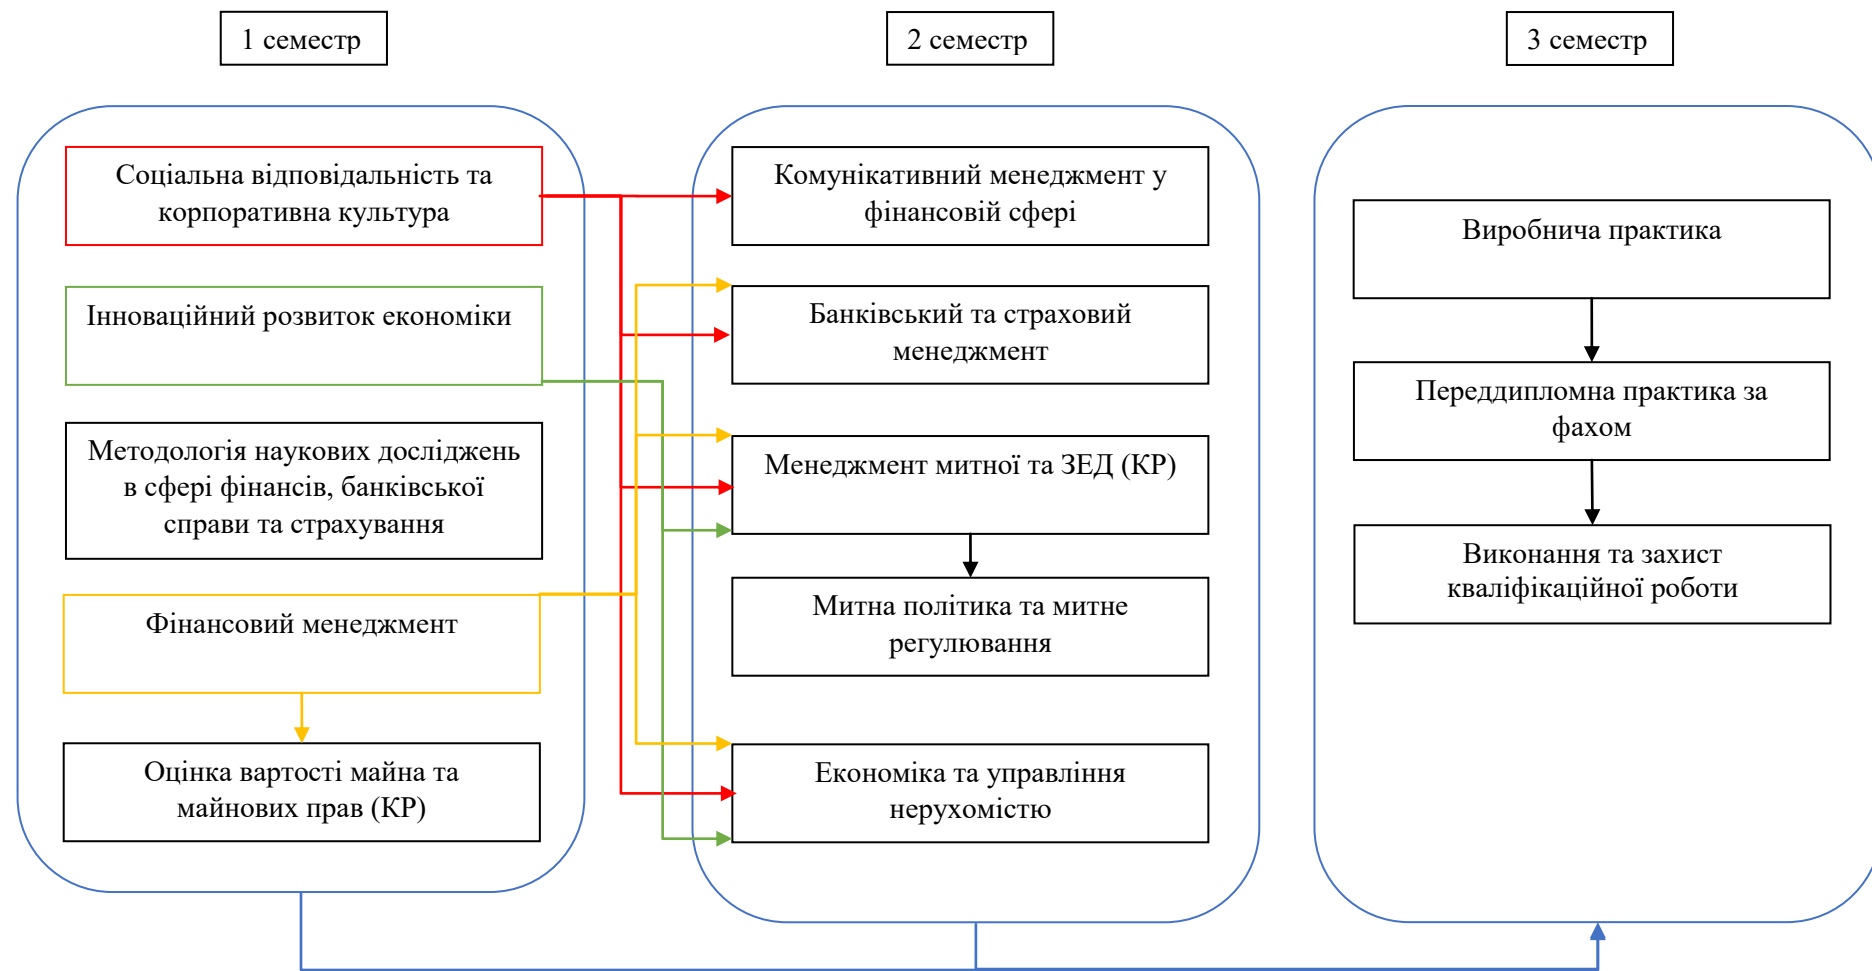 1 семестр
2 семестр
3 семестр
Соціальна відповідальність та
корпоративна культура
Інноваційний розвиток економіки
Методологія наукових досліджень
в сфері фінансів, банківської
справи та страхування
Фінансовий менеджмент
Оцінка вартості майна та
майнових прав (КР)
Комунікативний менеджмент у
фінансовій сфері
Банківський та страховий
менеджмент
Менеджмент митної та ЗЕД (КР)
Митна політика та митне
регулювання
Економіка та управління
нерухомістю
Виробнича практика
Переддипломна практика за
фахом
Виконання та захист
кваліфікаційної роботи